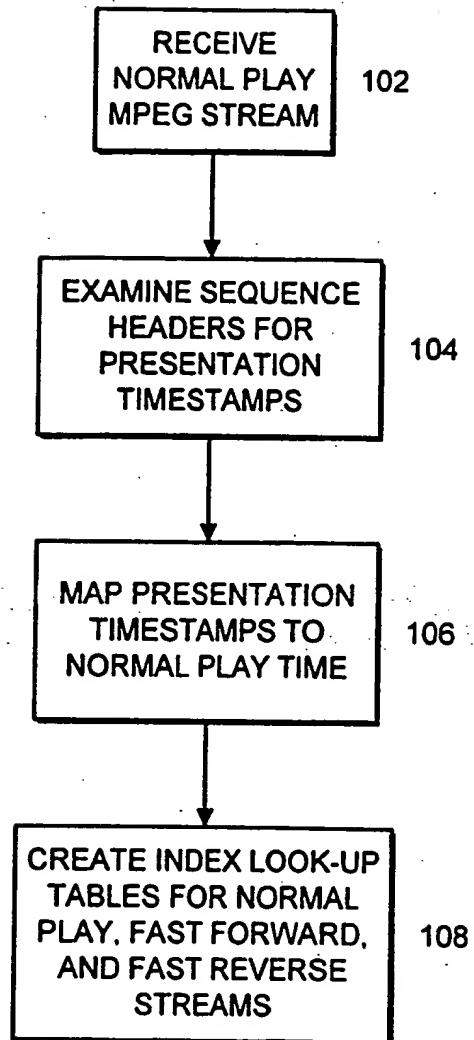 RECEIVE
NORMAL PLAY
MPEG STREAM
102
EXAMINE SEQUENCE
HEADERS FOR
PRESENTATION
TIMESTAMPS
104
MAP PRESENTATION
TIMESTAMPS TO
NORMAL PLAY TIME
106
CREATE INDEX LOOK-UP
TABLES FOR NORMAL
PLAY, FAST FORWARD,
AND FAST REVERSE
STREAMS
108